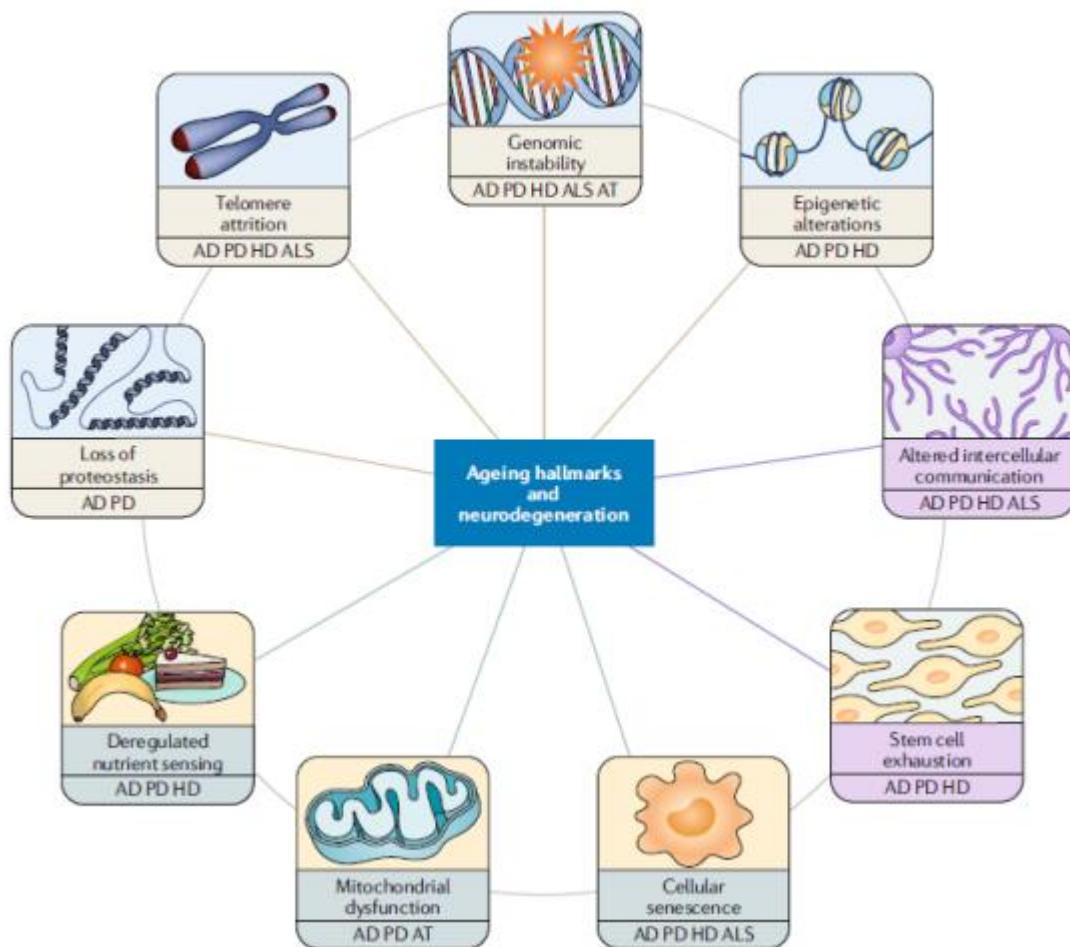 Genomic
instability
AD PD HD ALS AT
Telomere
attrition
AD PD HD ALS
Epigenetic
alterations
AD PD HD
Loss of
proteostasis
AD PD
Ageing hallmarks
and
neurodegeneration
Altered intercellular
communication
AD PD HD ALS
Deregulated
nutrient sensing
AD PD HD
Stem cell
exhaustion
AD PD HD
Mitochondrial
dysfunction
AD PD AT
Cellular
senescence
AD PD HD ALS